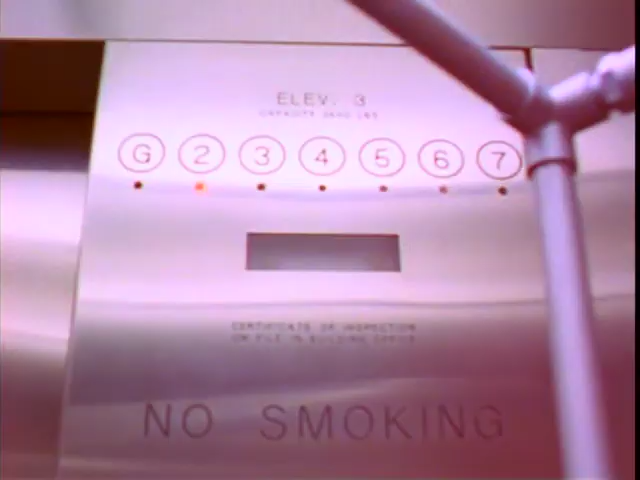 ELEV. 3
CAPACITY LBS
G 2 3 4 5 6 7
CERTIFICATE OF INSPECTION
ON FILE IN BUILDING OFFICE
NO SMOKING